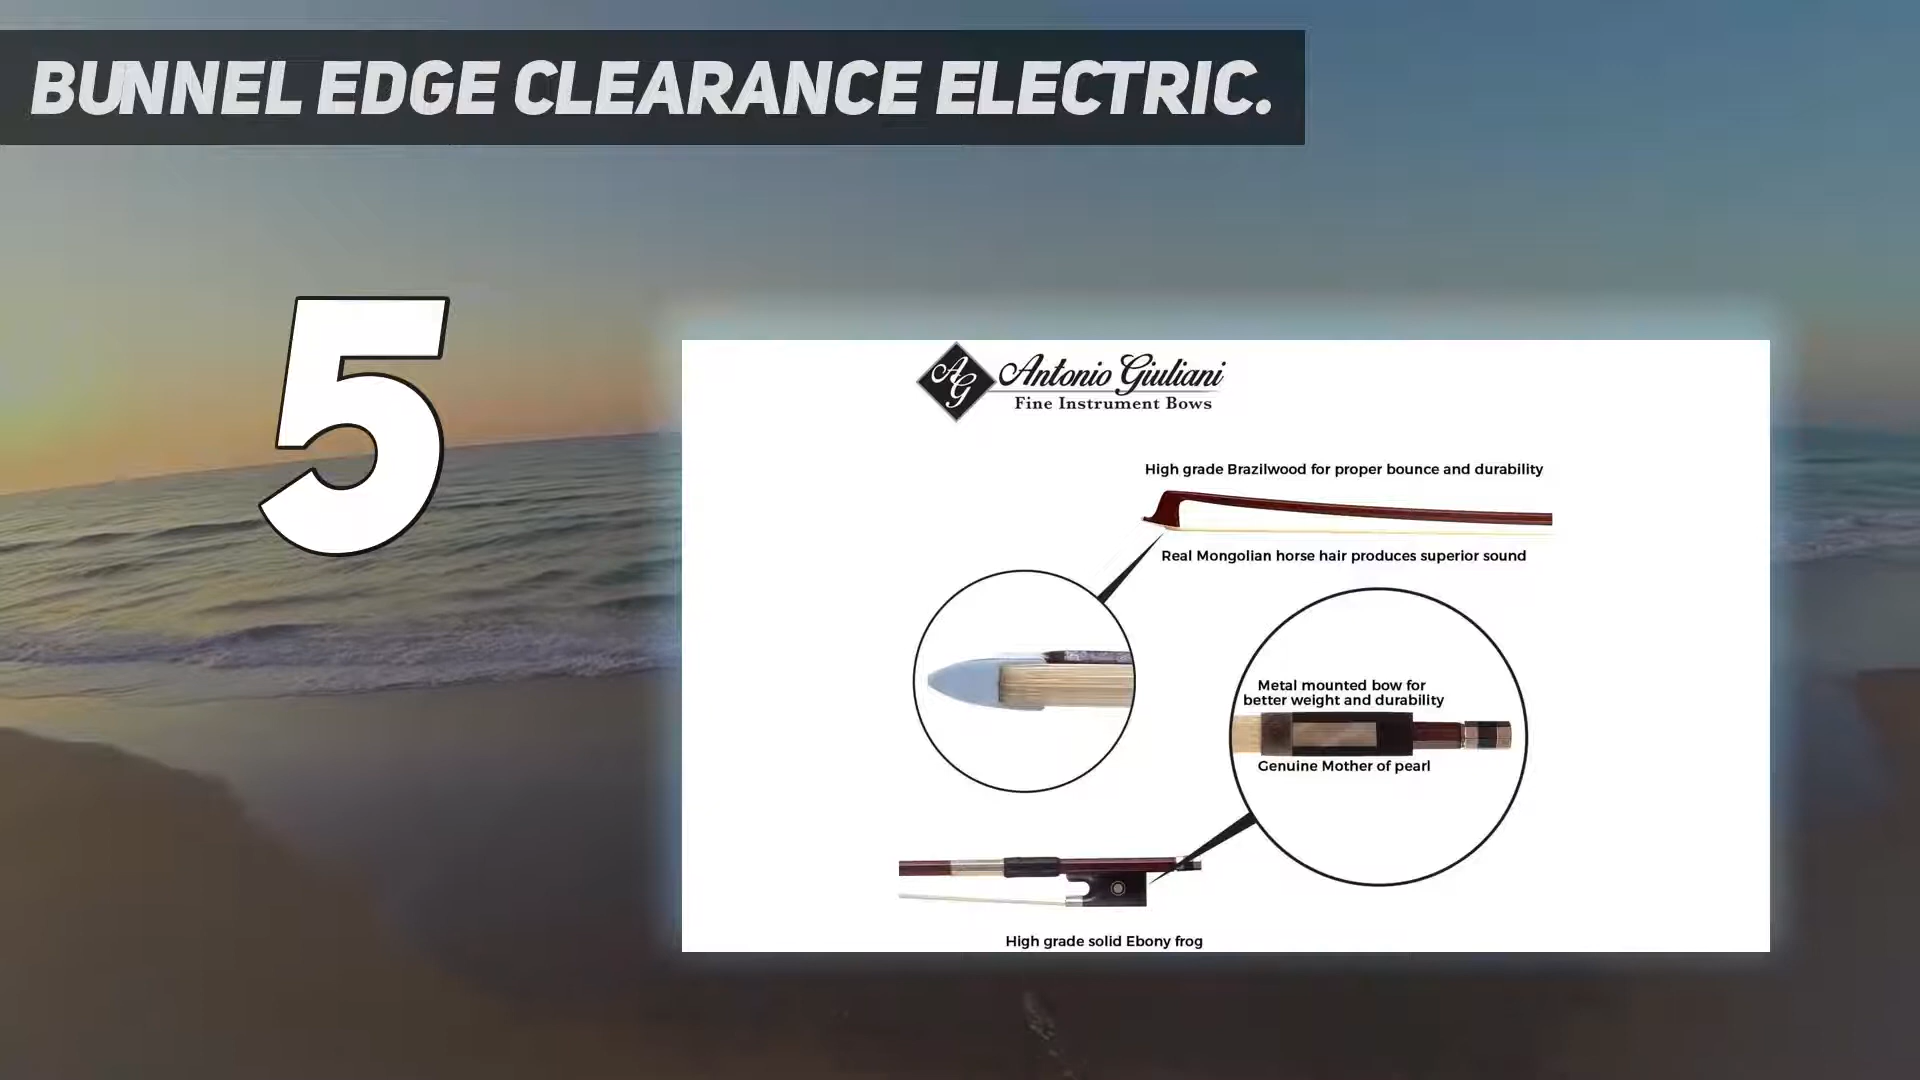 BUNNEL EDGE CLEARANCE ELECTRIC.
5
AG Antonio Giuliani
Fine Instrument Bows
High grade Brazilwood for proper bounce and durability
Real Mongolian horse hair produces superior sound
Metal mounted bow for
better weight and durability
Genuine Mother of pearl
High grade solid Ebony frog